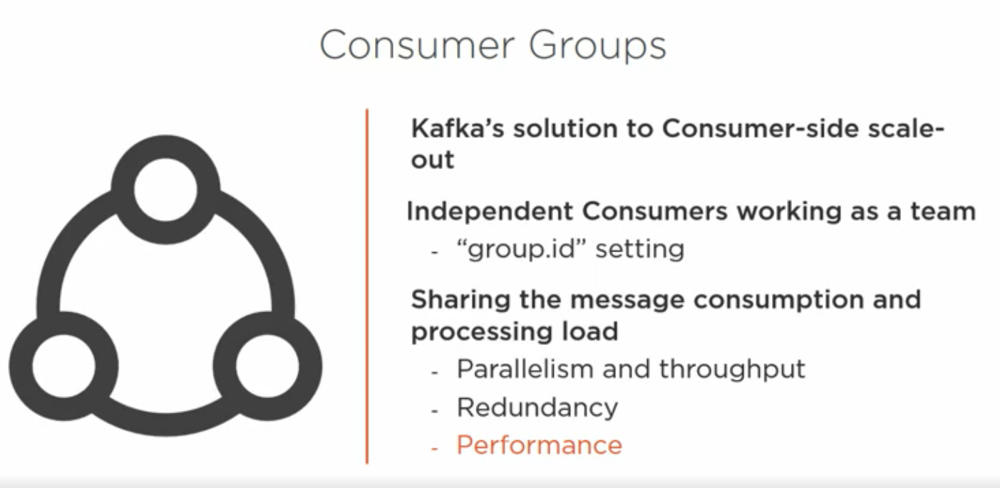 Consumer Groups
Kafka’s solution to Consumer-side scale-
out
Independent Consumers working as a team
- “group.id” setting
Sharing the message consumption and
processing load
- Parallelism and throughput
- Redundancy
- Performance